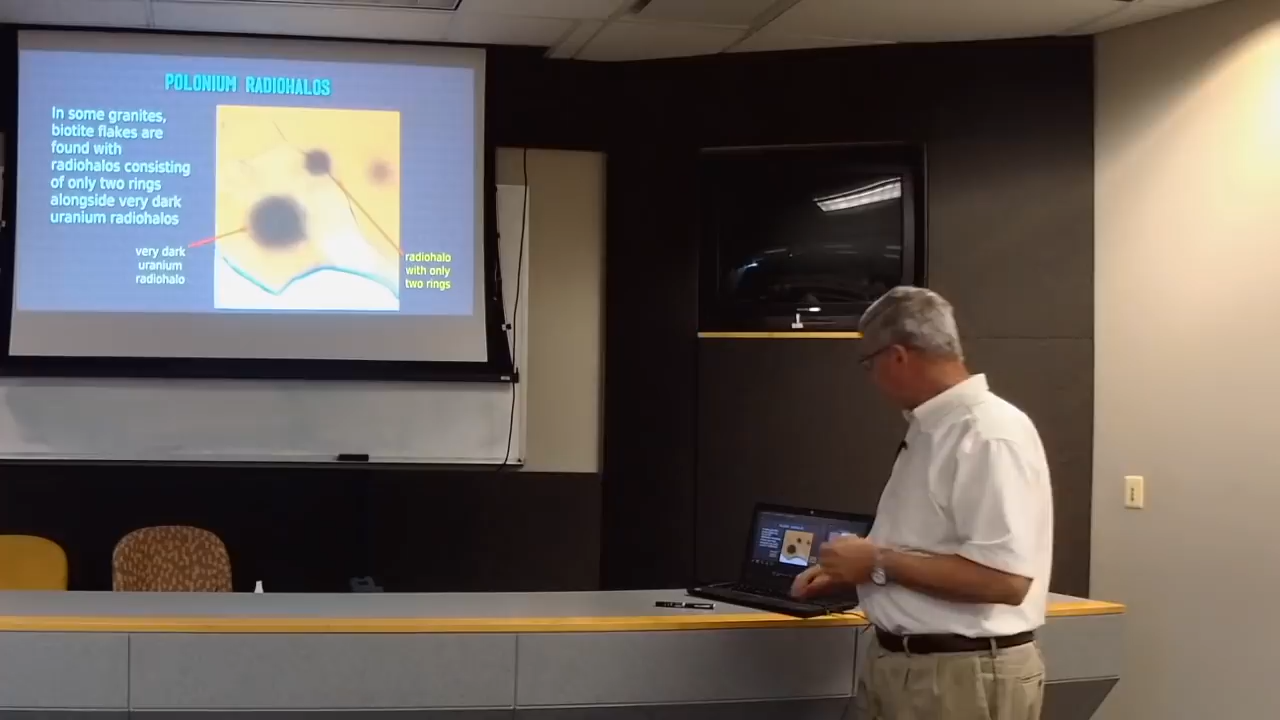 POLONIUM RADIOHALOS
In some granites,
biotite flakes are
found with
radiohalos consisting
of only two rings
alongside very dark
uranium radiohalos
very dark
uranium
radiohalo
radiohalo
with only
two rings